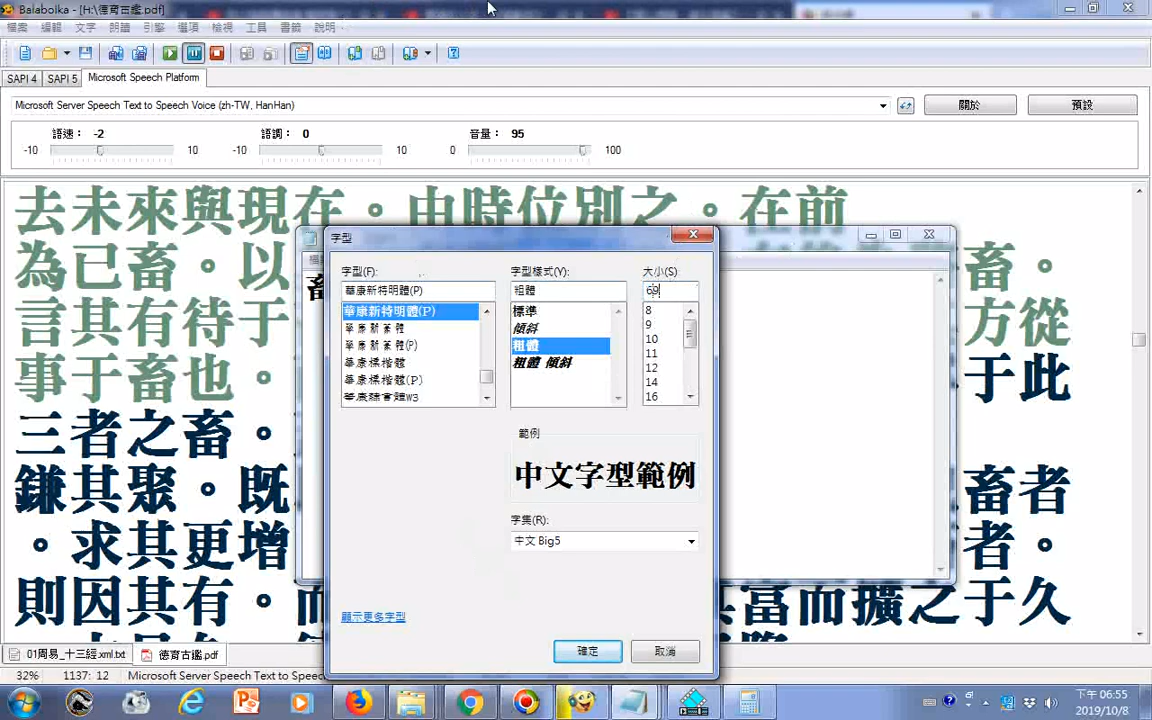 Balabolka - [H:\德育古鑑.pdf]
檔案 編輯 文字 朗讀 引擎 選項 檢視 工具 書籤 說明
SAPI 4 SAPI 5 Microsoft Speech Platform
Microsoft Server Speech Text to Speech Voice (zh-TW, HanHan)
關於 預設
語速： -2 語調： 0 音量： 95
-10 10 -10 10 0 100
去未來與現在。由時位別之。在前
為已畜。以 畜。
言其有待于 方從
事于畜也。 于此
三者之畜。
鎌其聚。既 畜者
。求其更增 者。
則因其有。而 其富而擴之于久
字型
字型(F): 字型樣式(Y): 大小(S)
華康新特明體(P) 粗體 69
華康新特明體(P) 標準 8
華康新篆體 傾斜 9
華康新篆體(P) 粗體 10
華康標楷體 粗體 傾斜 11
華康標楷體(P) 12
14
16
範例
中文字型範例
字集(R):
中文 Big5
顯示更多字型
確定 取消
01周易_十三經.xml.txt 德育古鑑.pdf
32% 1137: 12 Microsoft Speech Platform: Microsoft Server Spee
下午 06:55
2019/10/8